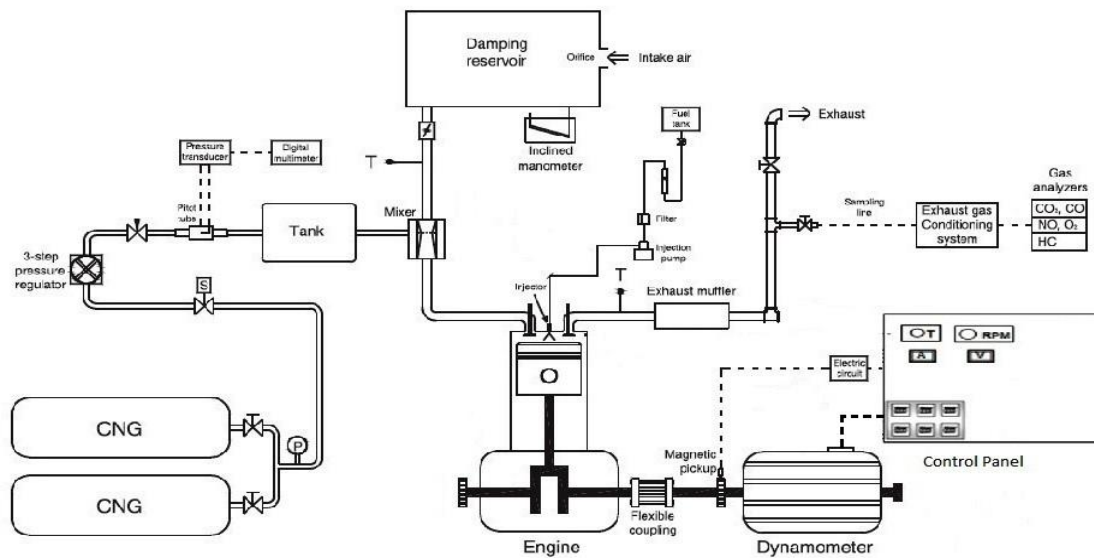 Damping
reservoir
Orifice
Intake air
Inclined
manometer
Fuel
tank
Exhaust
Pressure
transducer
Digital
multimeter
T
Pitot
tube
Mixer
Tank
Filter
Injection
pump
Sampling
line
Exhaust gas
Conditioning
system
Gas
analyzers
CO₂, CO
NO, O₂
HC
3-step
pressure
regulator
S
Injector
T
Exhaust muffler
T
RPM
A
V
Electric
circuit
CNG
P
CNG
Magnetic
pickup
Control Panel
Flexible
coupling
Engine
Dynamometer